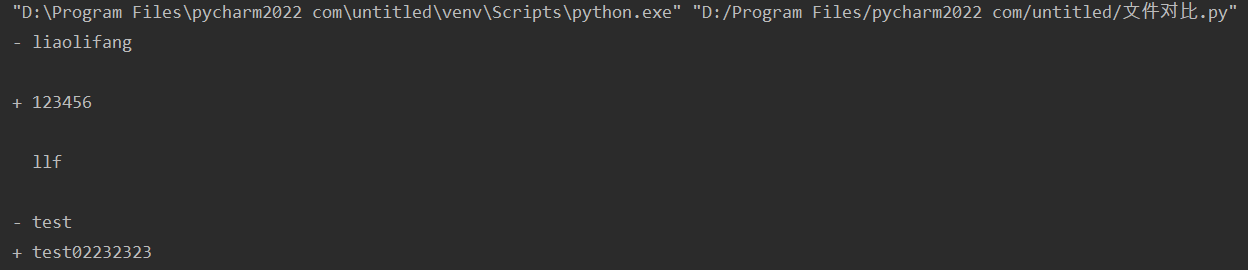 "D:\Program Files\pycharm2022 com\untitled\venv\Scripts\python.exe" "D:/Program Files/pycharm2022 com/untitled/文件对比.py"
- liaolifang
+ 123456
llf
- test
+ test02232323